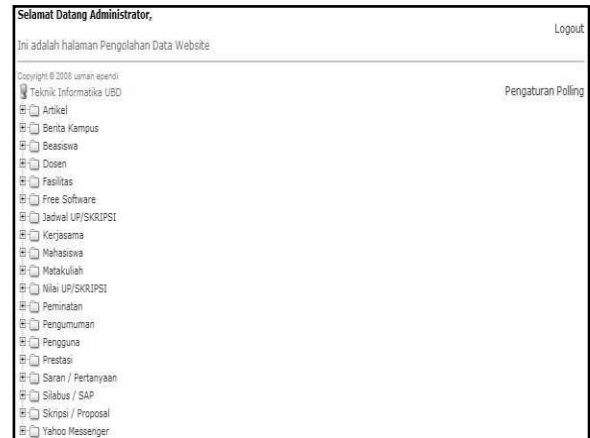 Selamat Datang Administrator,
Logout
Ini adalah halaman Pengolahan Data Website
Copyright © 2008 usman ependi
Teknik Informatika UBD
Pengaturan Polling
Artikel
Berita Kampus
Beasiswa
Dosen
Fasilitas
Free Software
Jadwal UP/SKRIPSI
Kerjasama
Mahasiswa
Matakuliah
Nilai UP/SKRIPSI
Peminatan
Pengumuman
Pengguna
Prestasi
Saran / Pertanyaan
Silabus / SAP
Skripsi / Proposal
Yahoo Messenger